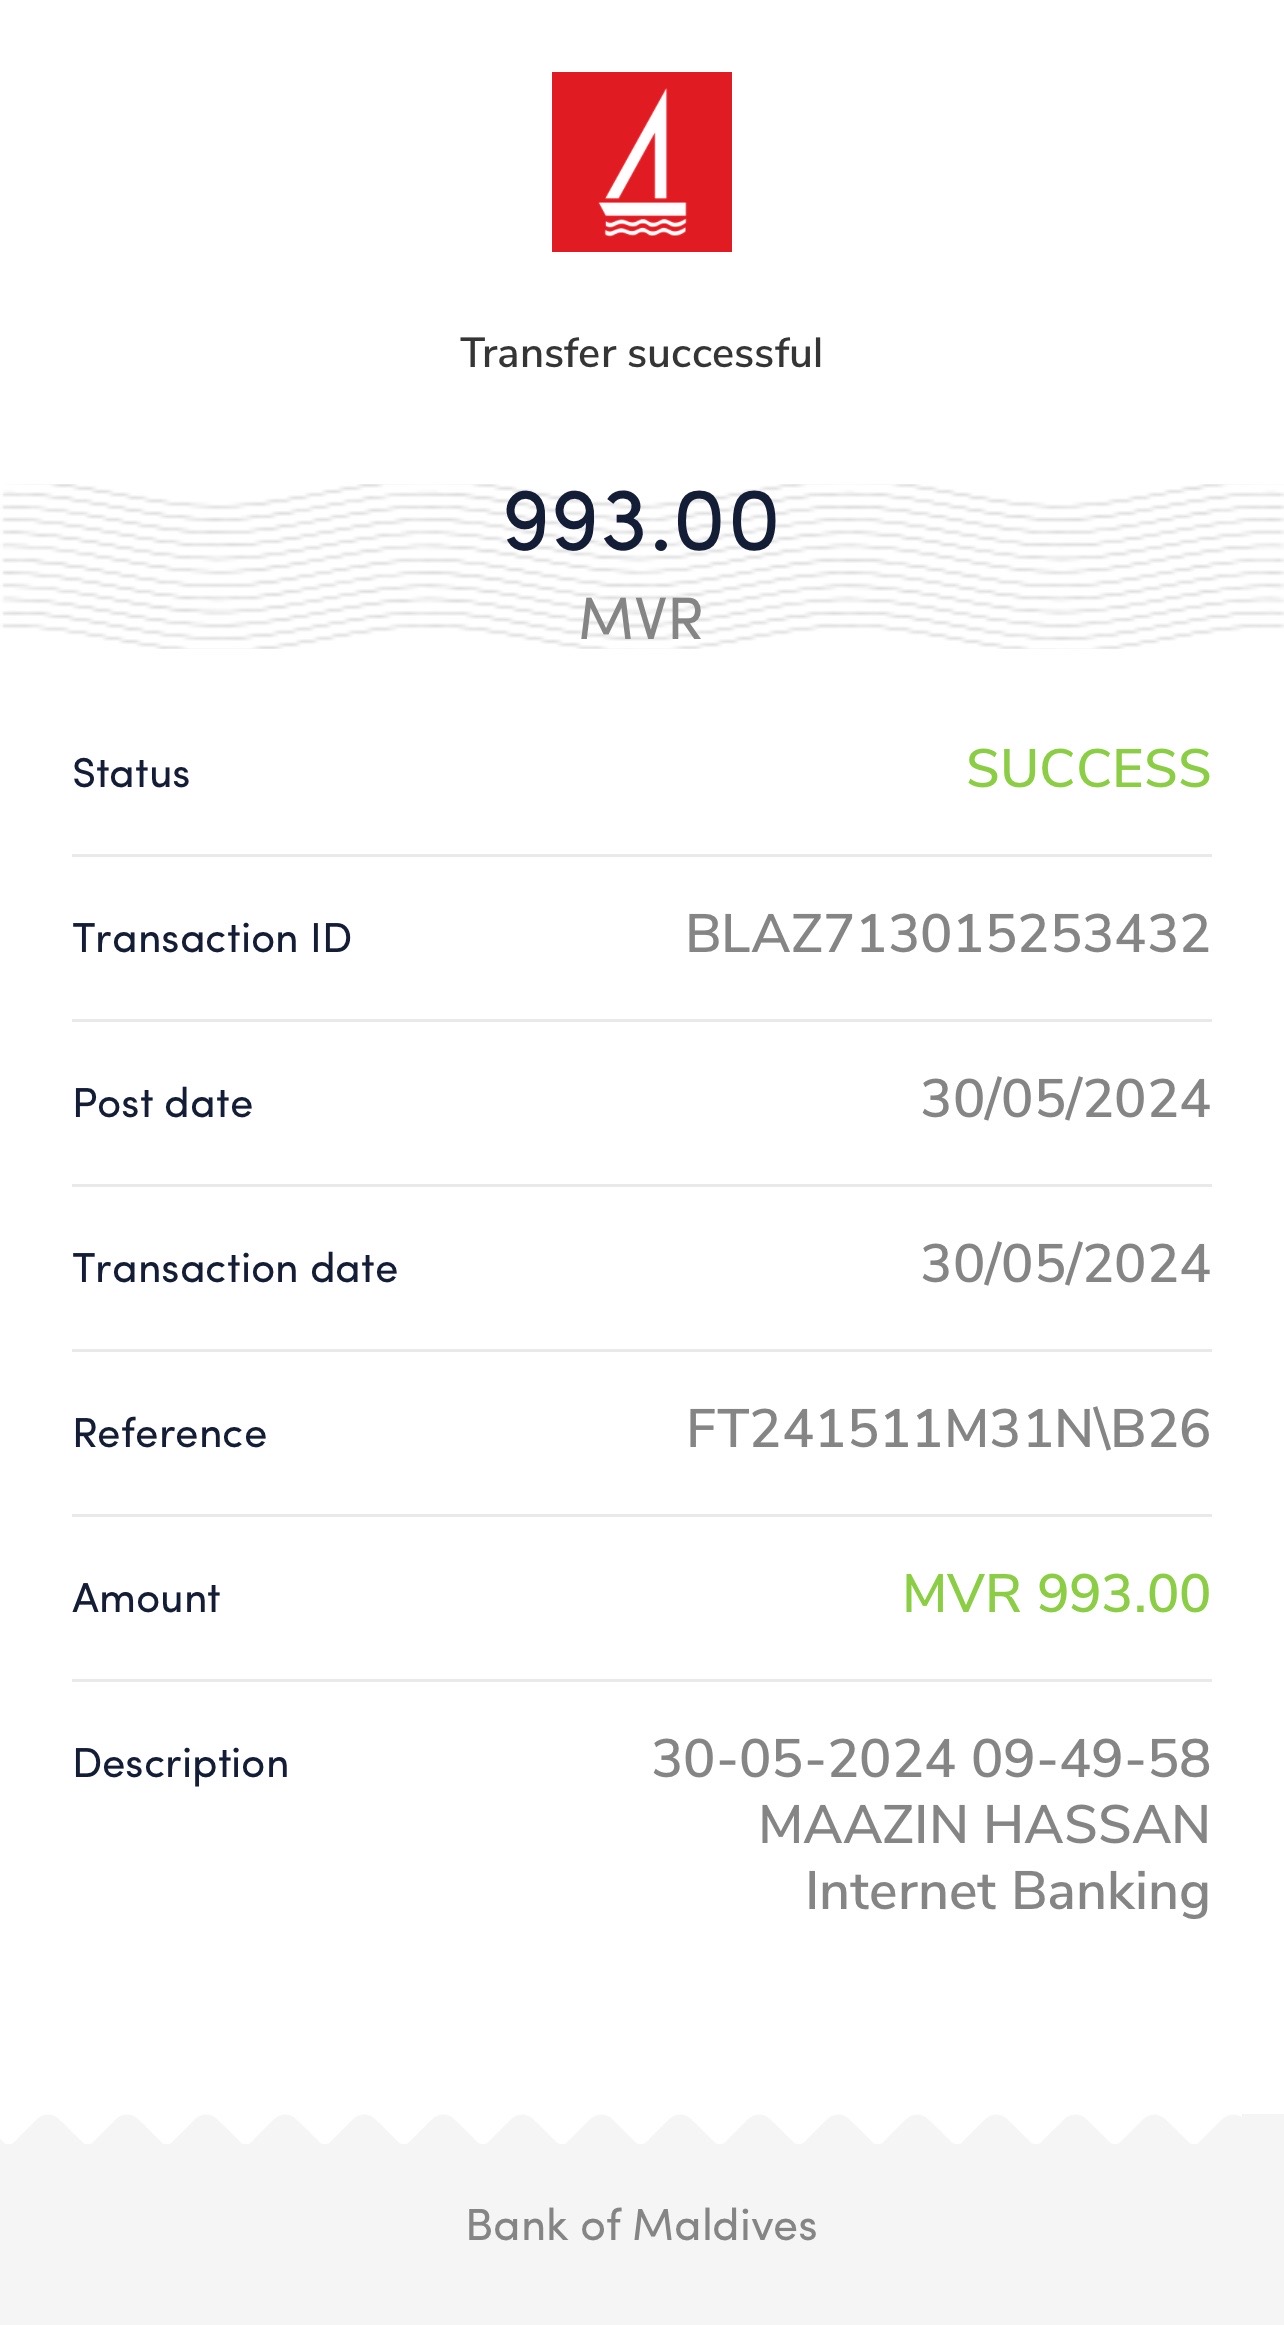 Transfer successful
993.00
MVR
Status SUCCESS
Transaction ID BLAZ713015253432
Post date 30/05/2024
Transaction date 30/05/2024
Reference FT241511M31N\B26
Amount MVR 993.00
Description 30-05-2024 09-49-58
MAAZIN HASSAN
Internet Banking
Bank of Maldives